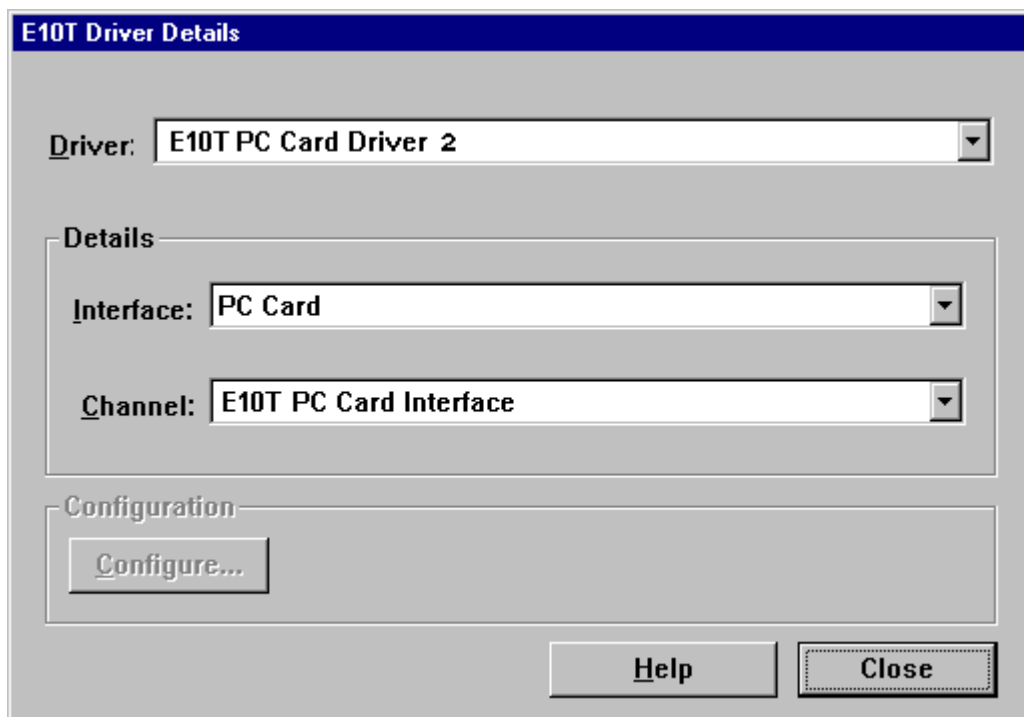 E10T Driver Details
Driver: E10T PC Card Driver 2
Details
Interface: PC Card
Channel: E10T PC Card Interface
Configuration
Configure...
Help Close